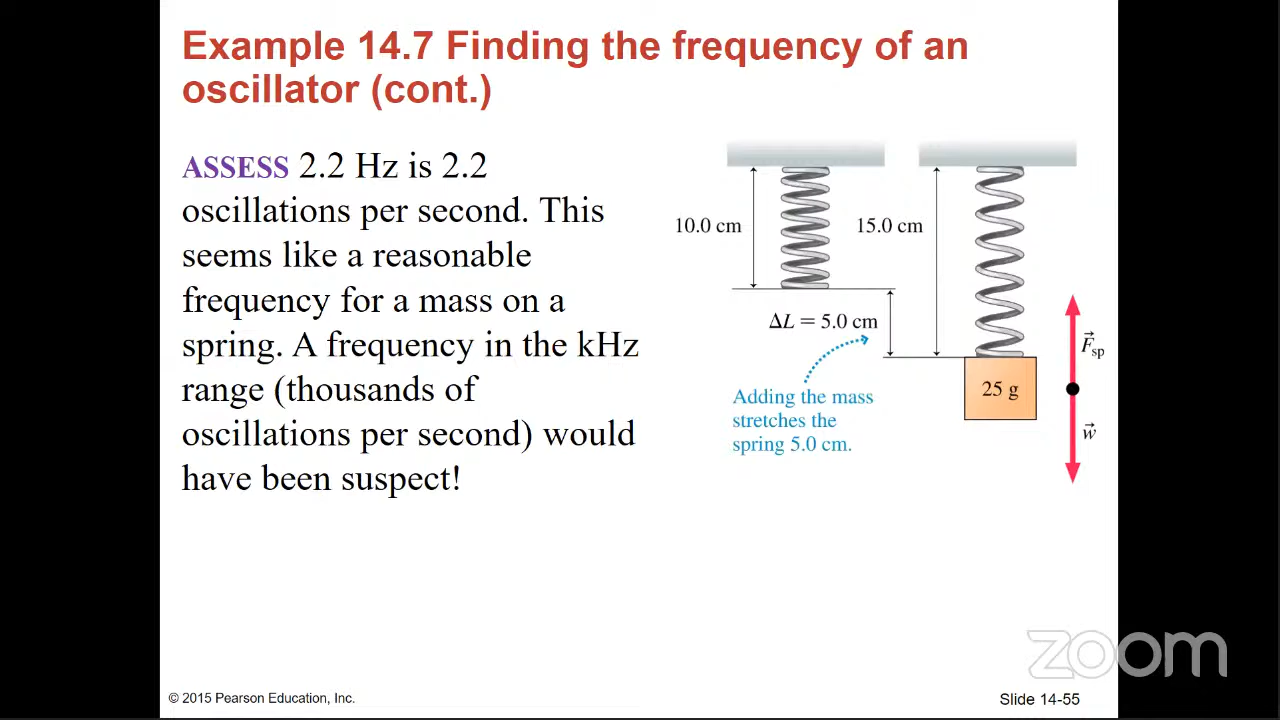 Example 14.7 Finding the frequency of an
oscillator (cont.)
ASSESS 2.2 Hz is 2.2
oscillations per second. This
seems like a reasonable
frequency for a mass on a
spring. A frequency in the kHz
range (thousands of
oscillations per second) would
have been suspect!
10.0 cm
15.0 cm
ΔL = 5.0 cm
Adding the mass
stretches the
spring 5.0 cm.
25 g
F⃗sp
w⃗
zoom
© 2015 Pearson Education, Inc.
Slide 14-55